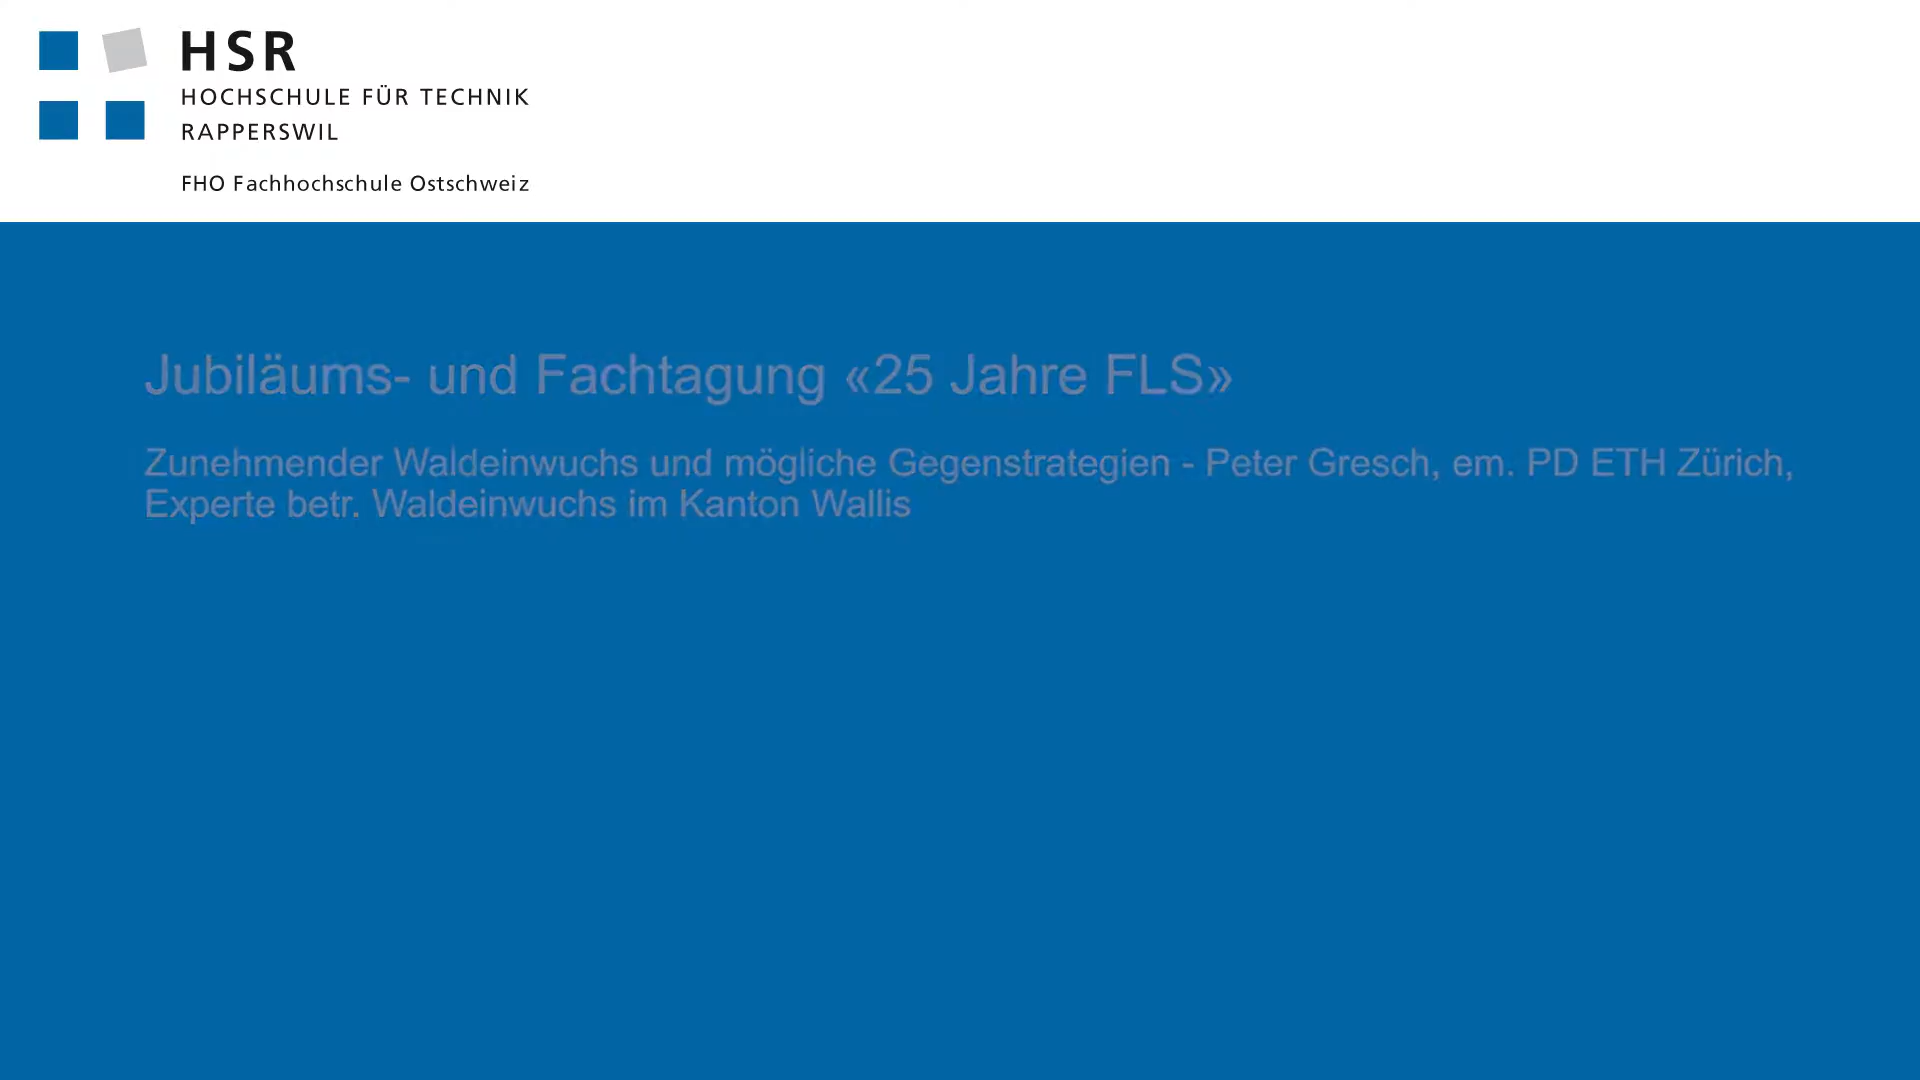 HSR
HOCHSCHULE FÜR TECHNIK
RAPPERSWIL
FHO Fachhochschule Ostschweiz
Jubiläums- und Fachtagung «25 Jahre FLS»
Zunehmender Waldeinwuchs und mögliche Gegenstrategien - Peter Gresch, em. PD ETH Zürich,
Experte betr. Waldeinwuchs im Kanton Wallis